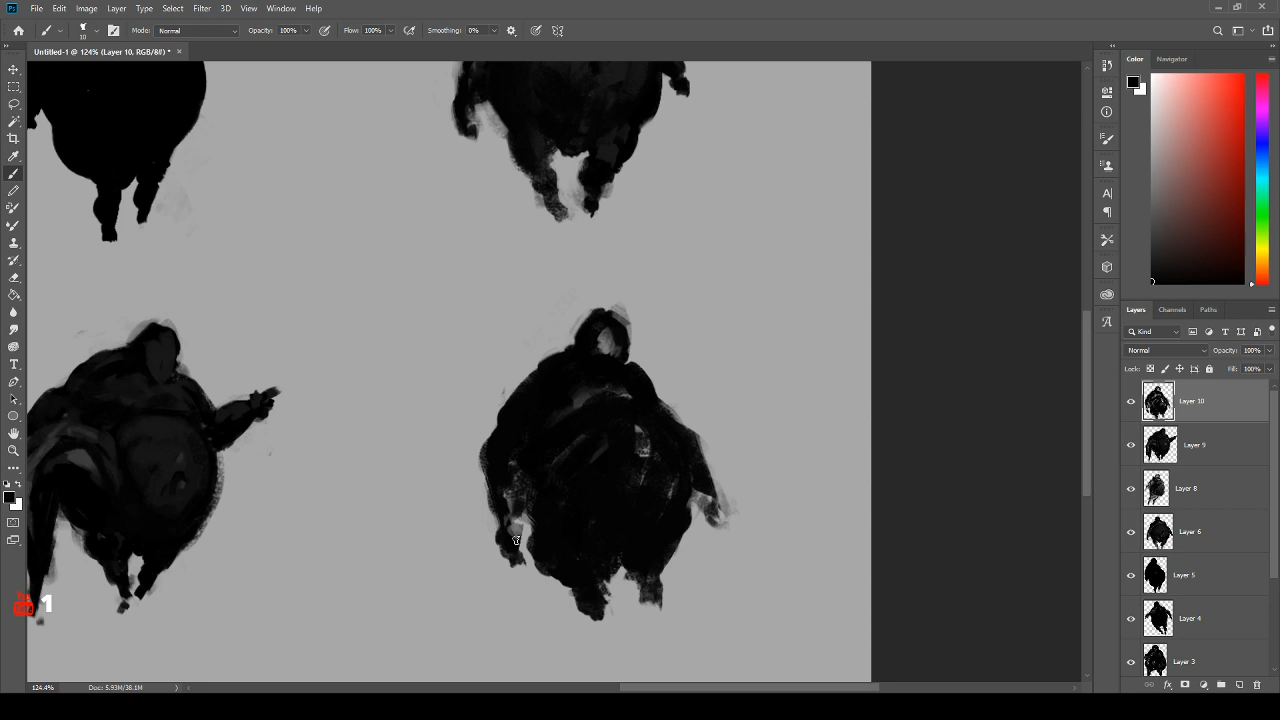 Ps File Edit Image Layer Type Select Filter 3D View Window Help
10 Mode: Normal Opacity: 100% Flow: 100% Smoothing: 0%
Untitled-1 @ 124% (Layer 10, RGB/8#) * ×
Color Navigator
Layers Channels Paths
Kind
Normal Opacity: 100%
Lock: Fill: 100%
Layer 10
Layer 9
Layer 8
Layer 6
Layer 5
Layer 4
Layer 3
1
124.4% Doc: 5.93M/38.1M